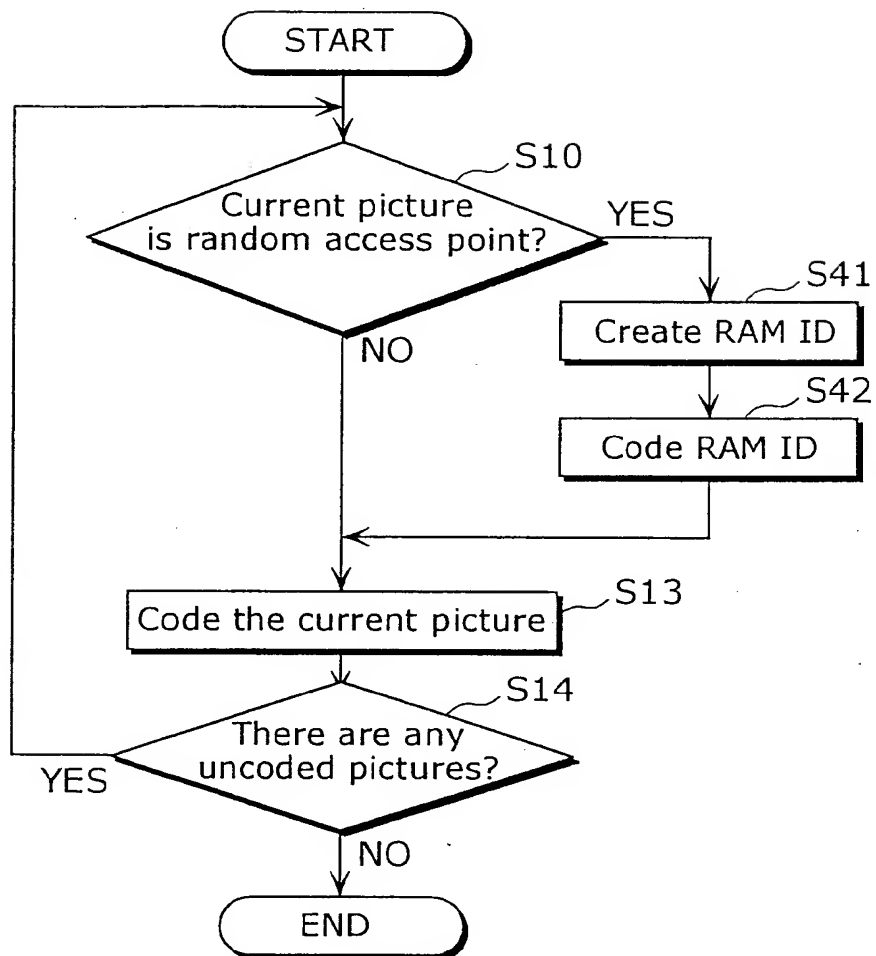 START
S10
Current picture
is random access point?
YES
S41
Create RAM ID
NO
S42
Code RAM ID
S13
Code the current picture
S14
There are any
uncoded pictures?
YES
NO
END